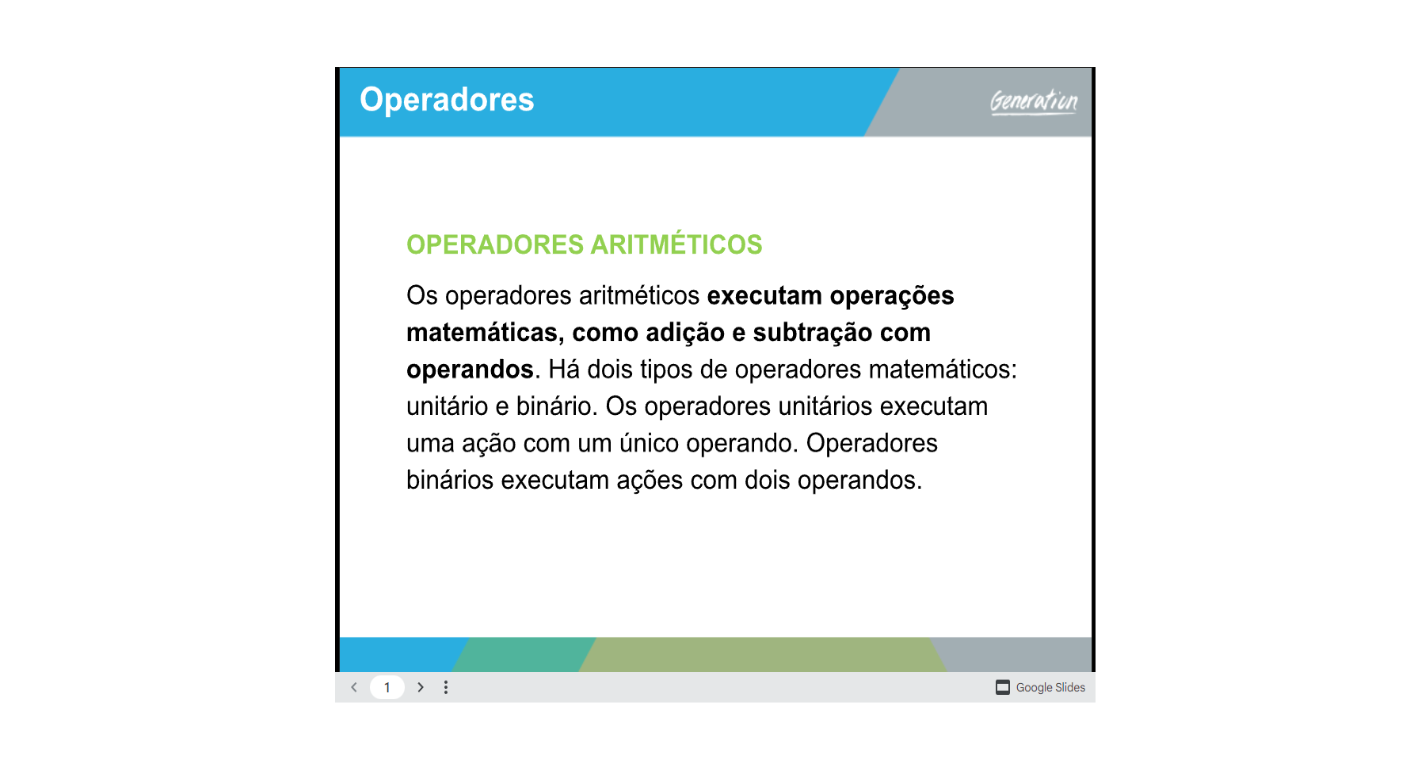 Operadores
Generation
OPERADORES ARITMÉTICOS
Os operadores aritméticos executam operações
matemáticas, como adição e subtração com
operandos. Há dois tipos de operadores matemáticos:
unitário e binário. Os operadores unitários executam
uma ação com um único operando. Operadores
binários executam ações com dois operandos.
1
Google Slides